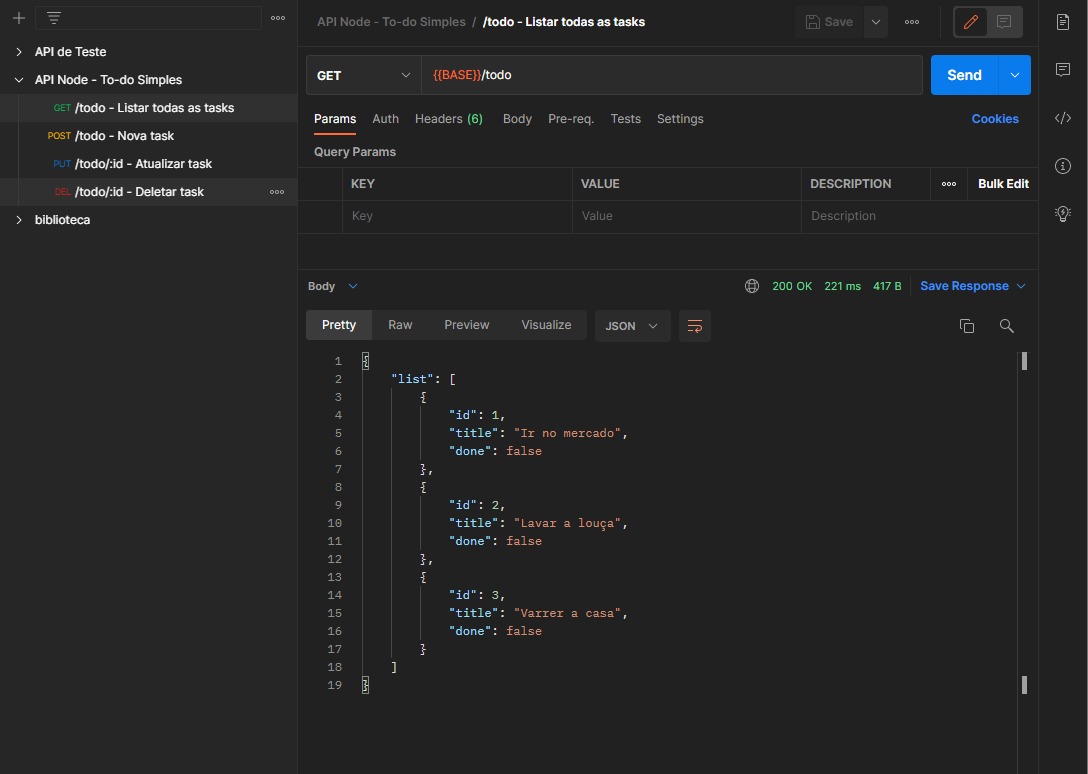 API de Teste
API Node - To-do Simples
GET /todo - Listar todas as tasks
POST /todo - Nova task
PUT /todo/:id - Atualizar task
DEL /todo/:id - Deletar task
biblioteca
API Node - To-do Simples / /todo - Listar todas as tasks
Save
GET {{BASE}}/todo Send
Params Auth Headers (6) Body Pre-req. Tests Settings Cookies
Query Params
KEY VALUE DESCRIPTION Bulk Edit
Key Value Description
Body 200 OK 221 ms 417 B Save Response
Pretty Raw Preview Visualize JSON
1 {
2 "list": [
3 {
4 "id": 1,
5 "title": "Ir no mercado",
6 "done": false
7 },
8 {
9 "id": 2,
10 "title": "Lavar a louça",
11 "done": false
12 },
13 {
14 "id": 3,
15 "title": "Varrer a casa",
16 "done": false
17 }
18 ]
19 }